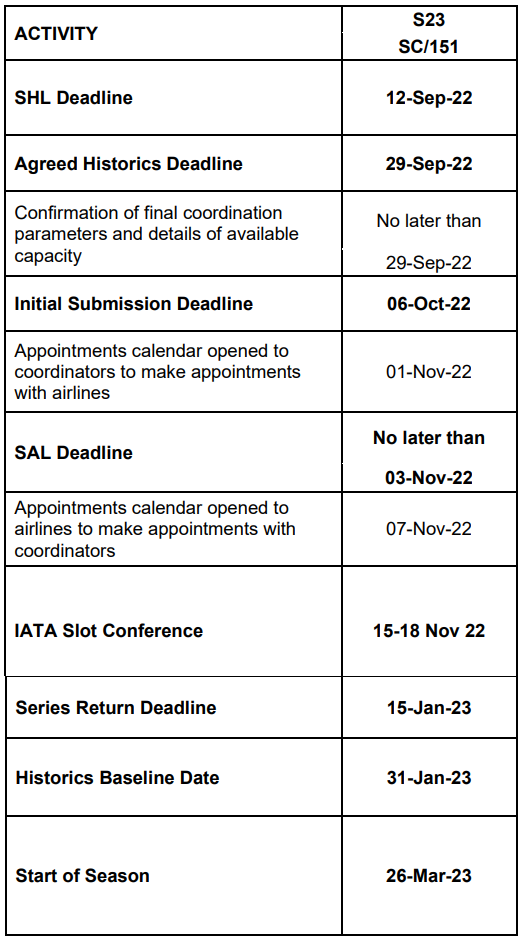 ACTIVITY
S23
SC/151
SHL Deadline
12-Sep-22
Agreed Historics Deadline
29-Sep-22
Confirmation of final coordination
parameters and details of available
capacity
No later than
29-Sep-22
Initial Submission Deadline
06-Oct-22
Appointments calendar opened to
coordinators to make appointments
with airlines
01-Nov-22
SAL Deadline
No later than
03-Nov-22
Appointments calendar opened to
airlines to make appointments with
coordinators
07-Nov-22
IATA Slot Conference
15-18 Nov 22
Series Return Deadline
15-Jan-23
Historics Baseline Date
31-Jan-23
Start of Season
26-Mar-23